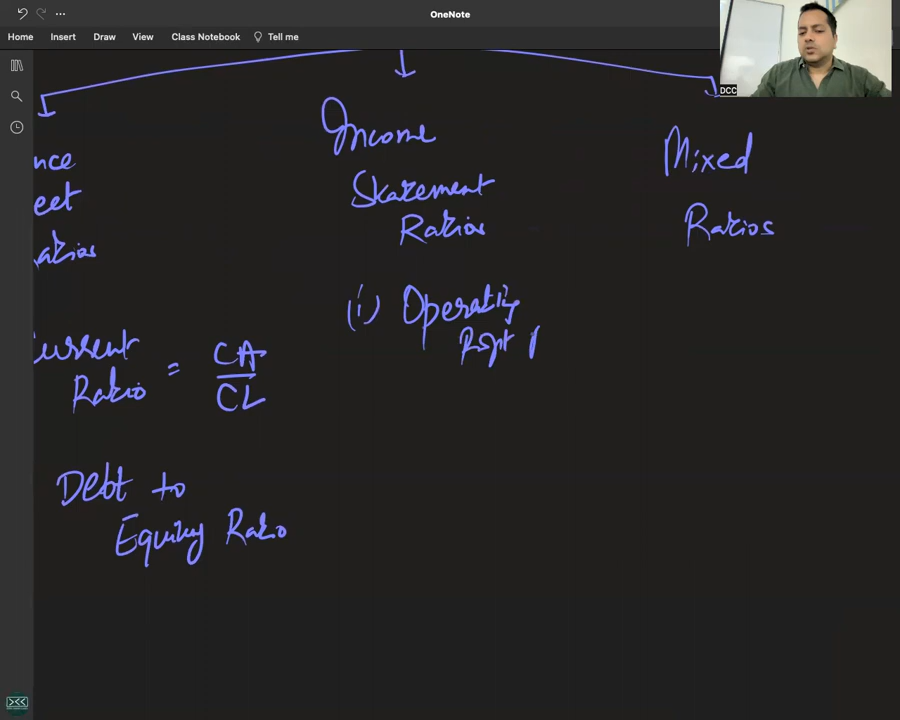 OneNote
Home Insert Draw View Class Notebook Tell me
DCC
nce
eet
atios
Income
Statement
Ratios
Mixed
Ratios
(i) Operating
Profit
urrent
Ratio = CA
CL
Debt to
Equity Ratio